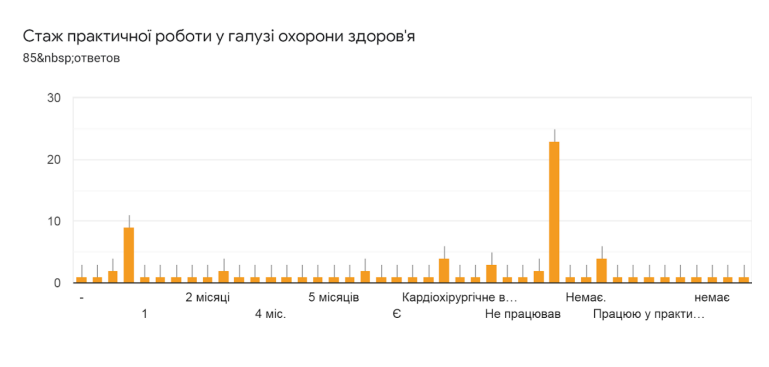 Стаж практичної роботи у галузі охорони здоров'я
85&nbsp;ответов
30
20
10
0
-
2 місяці
5 місяців
Кардіохірургічне в…
Немає.
немає
1
4 міс.
Є
Не працював
Працюю у практи…